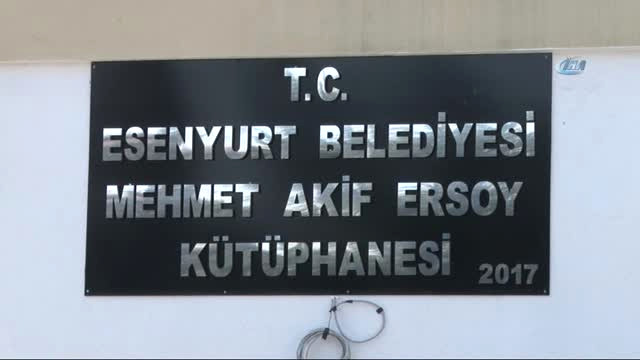 T.C.
ESENYURT BELEDİYESİ
MEHMET AKİF ERSOY
KÜTÜPHANESİ
2017